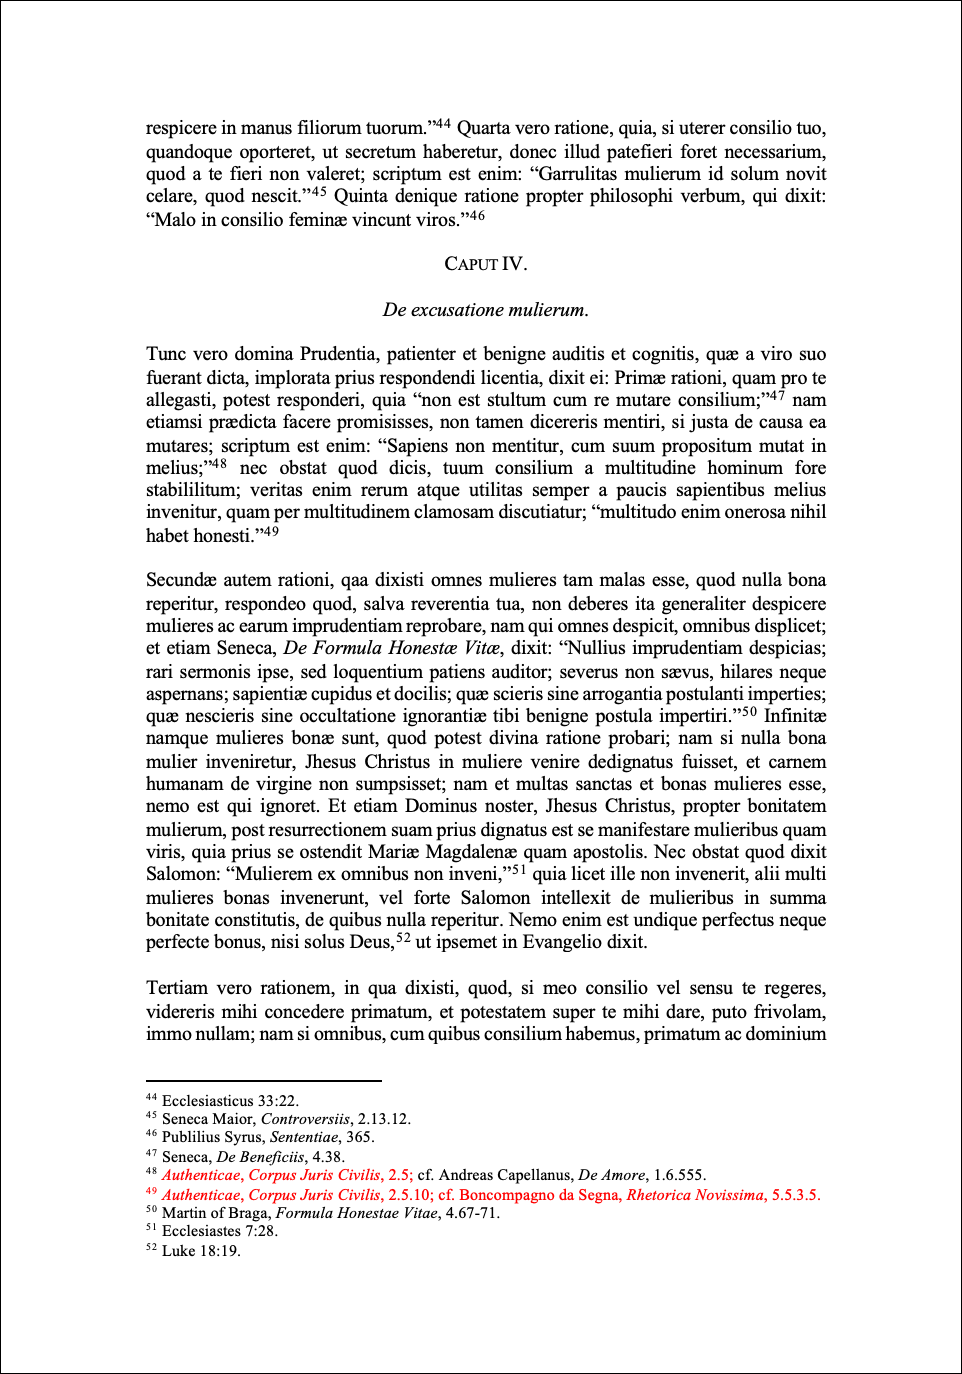 respicere in manus filiorum tuorum.”44 Quarta vero ratione, quia, si uterer consilio tuo,
quandoque oporteret, ut secretum haberetur, donec illud patefieri foret necessarium,
quod a te fieri non valeret; scriptum est enim: “Garrulitas mulierum id solum novit
celare, quod nescit.”45 Quinta denique ratione propter philosophi verbum, qui dixit:
“Malo in consilio feminæ vincunt viros.”46
CAPUT IV.
De excusatione mulierum.
Tunc vero domina Prudentia, patienter et benigne auditis et cognitis, quæ a viro suo
fuerant dicta, implorata prius respondendi licentia, dixit ei: Primæ rationi, quam pro te
allegasti, potest responderi, quia “non est stultum cum re mutare consilium;”47 nam
etiamsi prædicta facere promisisses, non tamen dicereris mentiri, si justa de causa ea
mutares; scriptum est enim: “Sapiens non mentitur, cum suum propositum mutat in
melius;”48 nec obstat quod dicis, tuum consilium a multitudine hominum fore
stabililitum; veritas enim rerum atque utilitas semper a paucis sapientibus melius
invenitur, quam per multitudinem clamosam discutiatur; “multitudo enim onerosa nihil
habet honesti.”49
Secundæ autem rationi, qaa dixisti omnes mulieres tam malas esse, quod nulla bona
reperitur, respondeo quod, salva reverentia tua, non deberes ita generaliter despicere
mulieres ac earum imprudentiam reprobare, nam qui omnes despicit, omnibus displicet;
et etiam Seneca, De Formula Honestæ Vitæ, dixit: “Nullius imprudentiam despicias;
rari sermonis ipse, sed loquentium patiens auditor; severus non sævus, hilares neque
aspernans; sapientiæ cupidus et docilis; quæ scieris sine arrogantia postulanti imperties;
quæ nescieris sine occultatione ignorantiæ tibi benigne postula impertiri.”50 Infinitæ
namque mulieres bonæ sunt, quod potest divina ratione probari; nam si nulla bona
mulier inveniretur, Jhesus Christus in muliere venire dedignatus fuisset, et carnem
humanam de virgine non sumpsisset; nam et multas sanctas et bonas mulieres esse,
nemo est qui ignoret. Et etiam Dominus noster, Jhesus Christus, propter bonitatem
mulierum, post resurrectionem suam prius dignatus est se manifestare mulieribus quam
viris, quia prius se ostendit Mariæ Magdalenæ quam apostolis. Nec obstat quod dixit
Salomon: “Mulierem ex omnibus non inveni,”51 quia licet ille non invenerit, alii multi
mulieres bonas invenerunt, vel forte Salomon intellexit de mulieribus in summa
bonitate constitutis, de quibus nulla reperitur. Nemo enim est undique perfectus neque
perfecte bonus, nisi solus Deus,52 ut ipsemet in Evangelio dixit.
Tertiam vero rationem, in qua dixisti, quod, si meo consilio vel sensu te regeres,
videreris mihi concedere primatum, et potestatem super te mihi dare, puto frivolam,
immo nullam; nam si omnibus, cum quibus consilium habemus, primatum ac dominium
44 Ecclesiasticus 33:22.
45 Seneca Maior, Controversiis, 2.13.12.
46 Publilius Syrus, Sententiae, 365.
47 Seneca, De Beneficiis, 4.38.
48 Authenticae, Corpus Juris Civilis, 2.5; cf. Andreas Capellanus, De Amore, 1.6.555.
49 Authenticae, Corpus Juris Civilis, 2.5.10; cf. Boncompagno da Segna, Rhetorica Novissima, 5.5.3.5.
50 Martin of Braga, Formula Honestae Vitae, 4.67-71.
51 Ecclesiastes 7:28.
52 Luke 18:19.